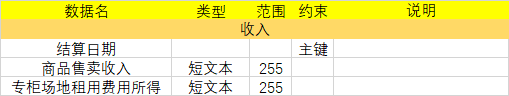 数据名 类型 范围 约束 说明
收入
结算日期 主键
商品售卖收入 短文本 255
专柜场地租用费用所得 短文本 255